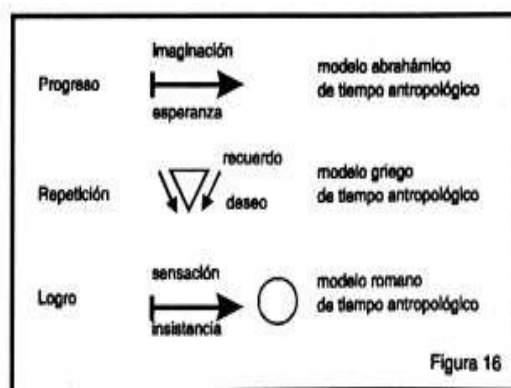 imaginación
Progreso
esperanza
modelo abrahámico
de tiempo antropológico
recuerdo
Repetición
deseo
modelo griego
de tiempo antropológico
sensación
Logro
insistencia
modelo romano
de tiempo antropológico
Figura 16